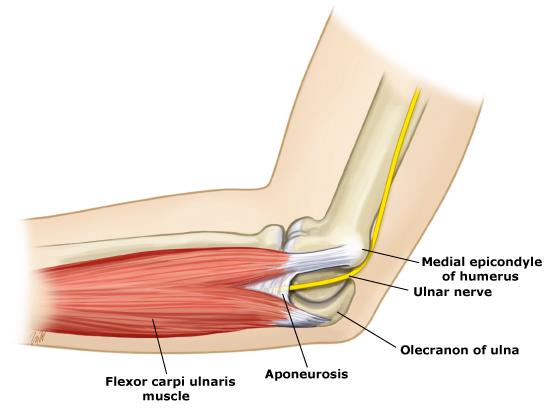 Medial epicondyle
of humerus
Ulnar nerve
Olecranon of ulna
Aponeurosis
Flexor carpi ulnaris
muscle